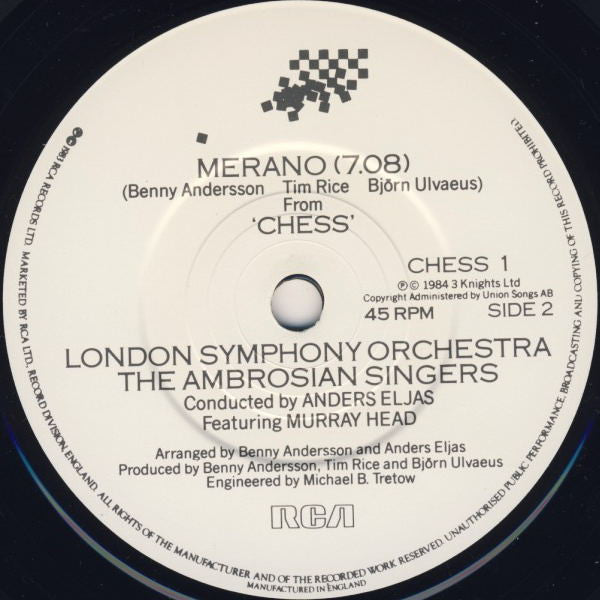 MERANO (7.08)
(Benny Andersson Tim Rice Björn Ulvaeus)
From
'CHESS'
CHESS 1
℗ © 1984 3 Knights Ltd
Copyright Administered by Union Songs AB
45 RPM SIDE 2
LONDON SYMPHONY ORCHESTRA
THE AMBROSIAN SINGERS
Conducted by ANDERS ELJAS
Featuring MURRAY HEAD
Arranged by Benny Andersson and Anders Eljas
Produced by Benny Andersson, Tim Rice and Björn Ulvaeus
Engineered by Michael B. Tretow
RCA
℗ © 1983 RCA RECORDS LTD. MARKETED BY RCA LTD., RECORD DIVISION, ENGLAND. ALL RIGHTS OF THE MANUFACTURER AND OF THE RECORDED WORK RESERVED. UNAUTHORISED PUBLIC PERFORMANCE, BROADCASTING AND COPYING OF THIS RECORD PROHIBITED
MANUFACTURED IN ENGLAND